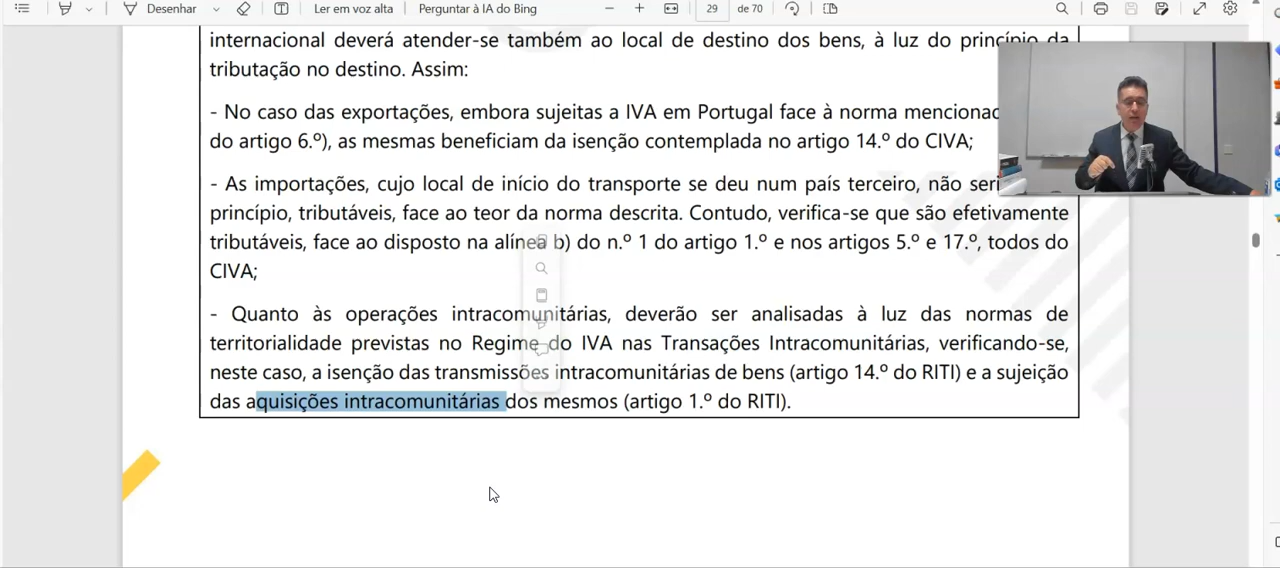 Desenhar
Ler em voz alta
Perguntar à IA do Bing
29
de 70
internacional deverá atender-se também ao local de destino dos bens, à luz do princípio da
tributação no destino. Assim:
- No caso das exportações, embora sujeitas a IVA em Portugal face à norma
do artigo 6.º), as mesmas beneficiam da isenção contemplada no artigo 14.º do CIVA;
- As importações, cujo local de início do transporte se deu num país terceiro, não
princípio, tributáveis, face ao teor da norma descrita. Contudo, verifica-se que são efetivamente
tributáveis, face ao disposto na alínea b) do n.º 1 do artigo 1.º e nos artigos 5.º e 17.º, todos do
CIVA;
- Quanto às operações intracomunitárias, deverão ser analisadas à luz das normas de
territorialidade previstas no Regime do IVA nas Transações Intracomunitárias, verificando-se,
neste caso, a isenção das transmissões intracomunitárias de bens (artigo 14.º do RITI) e a sujeição
das aquisições intracomunitárias dos mesmos (artigo 1.º do RITI).